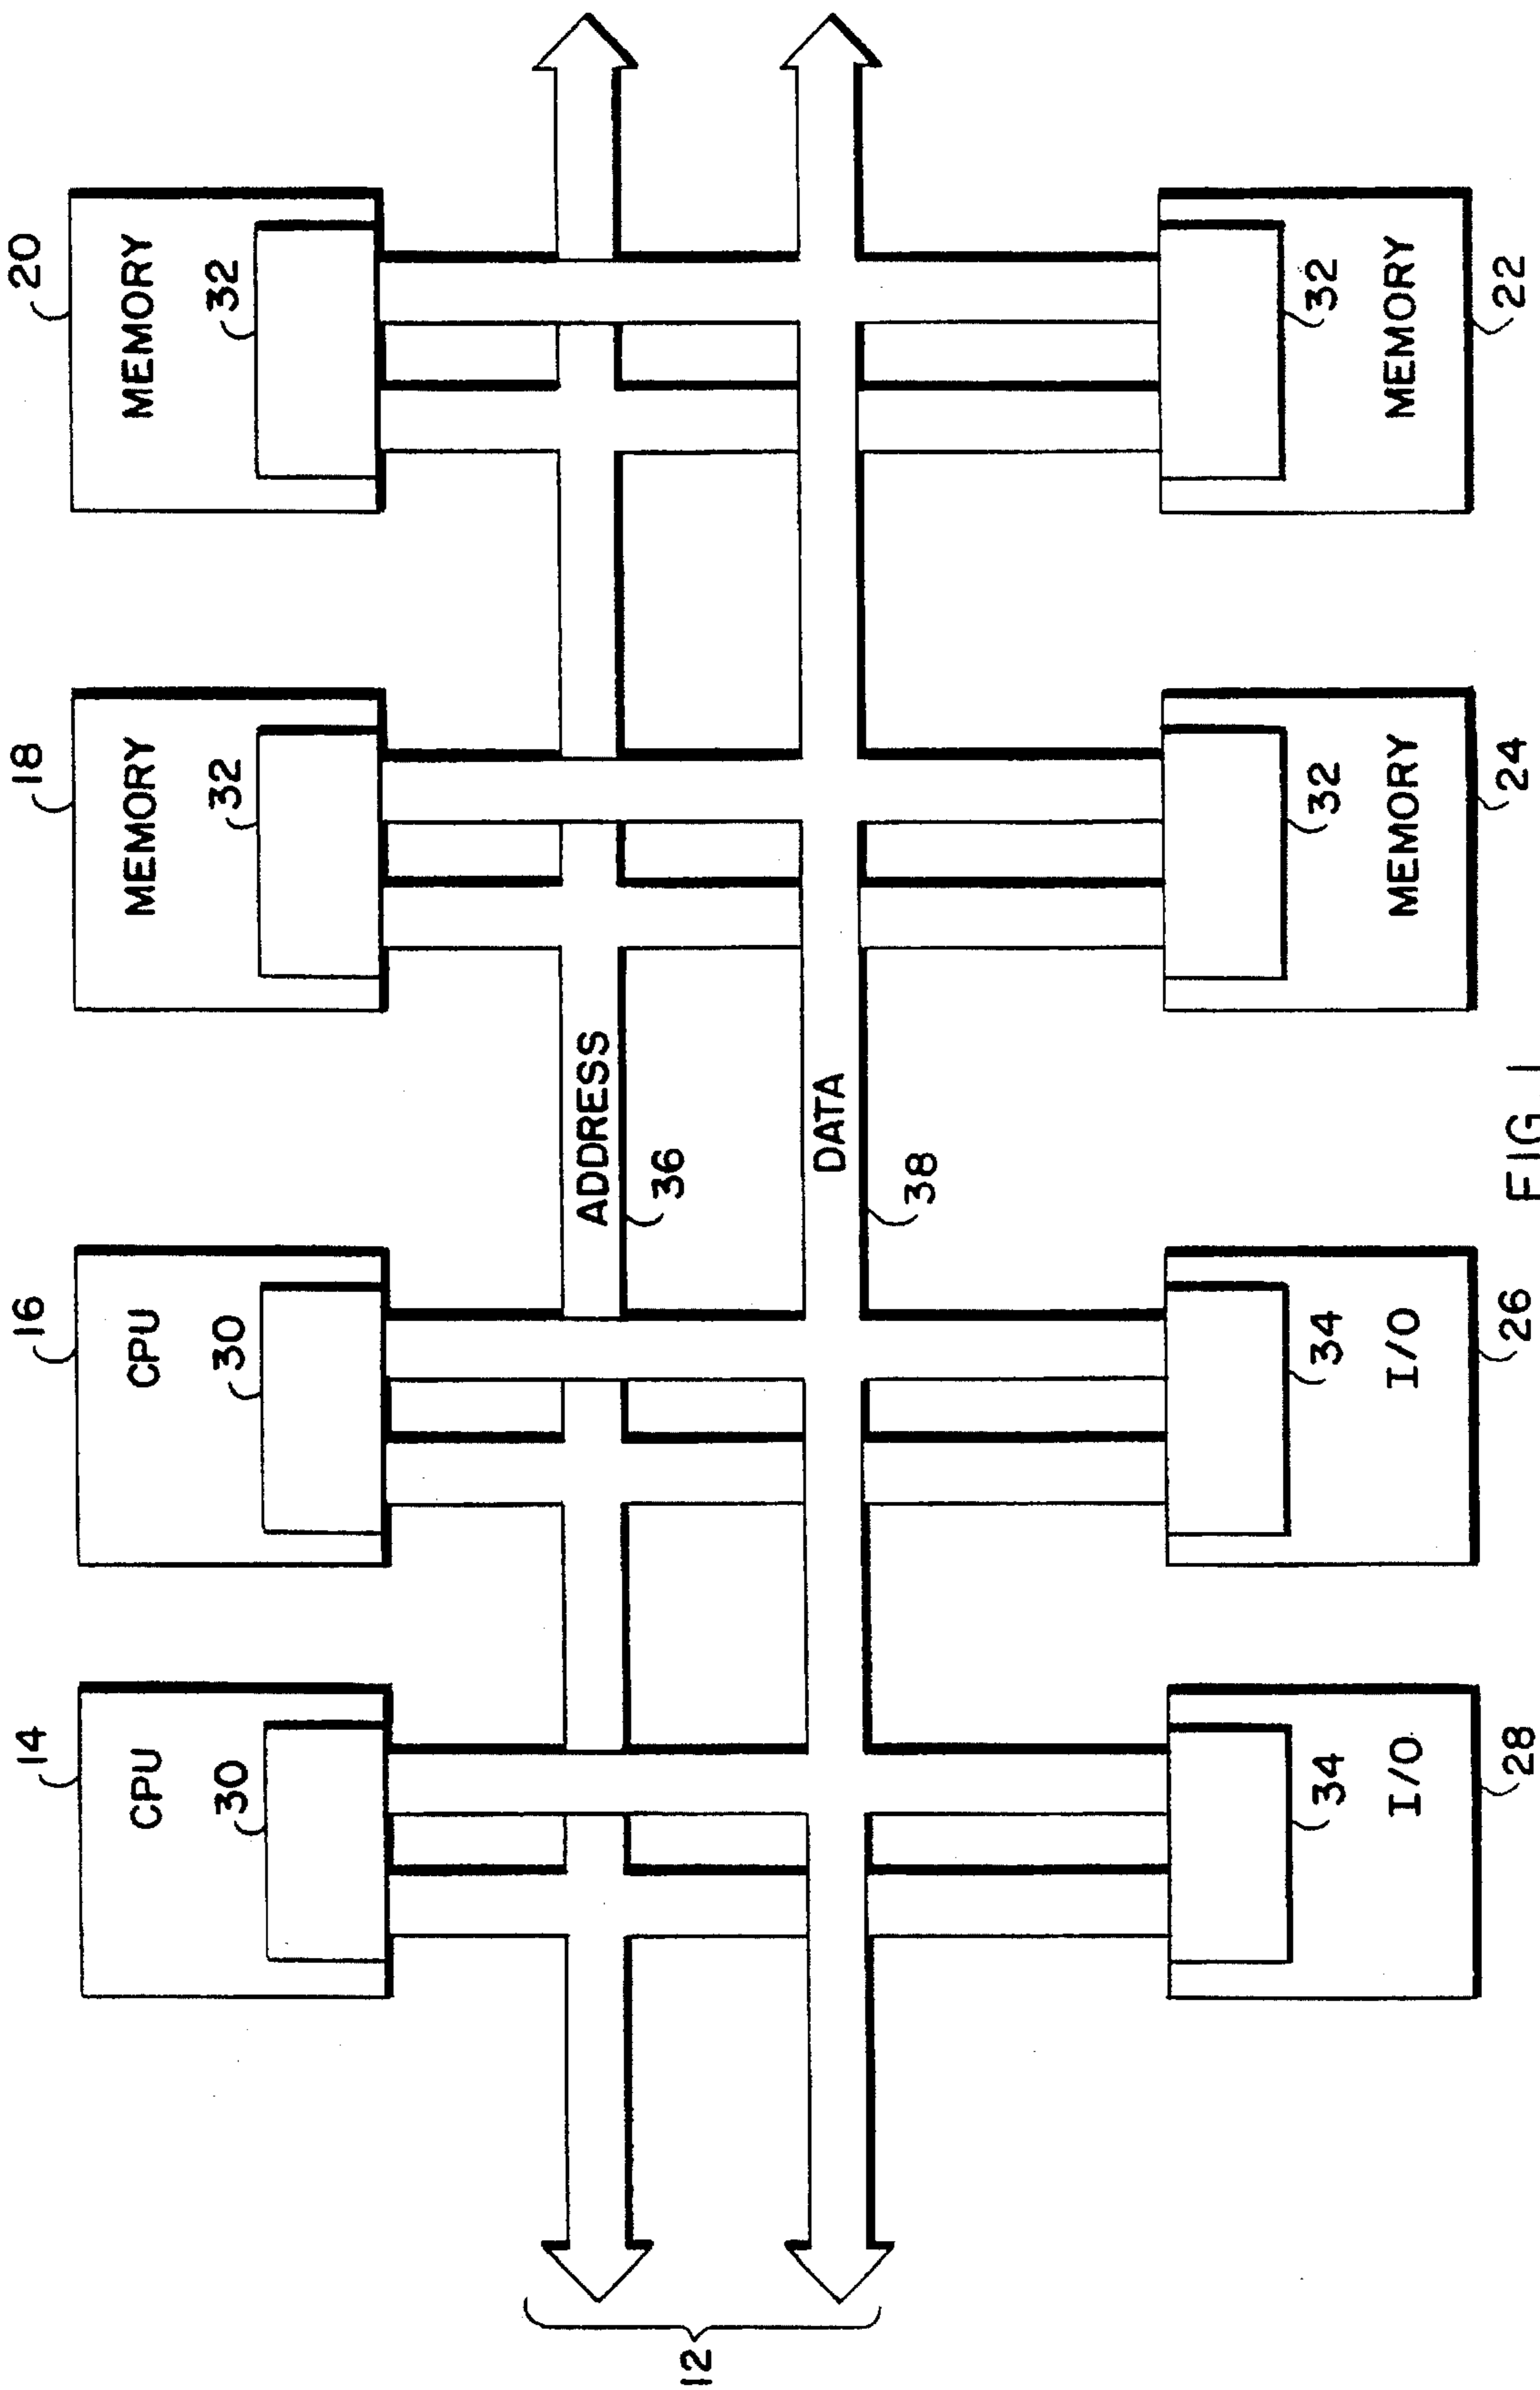 14
16
18
20
CPU
CPU
MEMORY
MEMORY
30
30
32
32
ADDRESS
36
12
DATA
38
34
34
32
32
I/O
I/O
MEMORY
MEMORY
28
26
24
22
FIG. 1